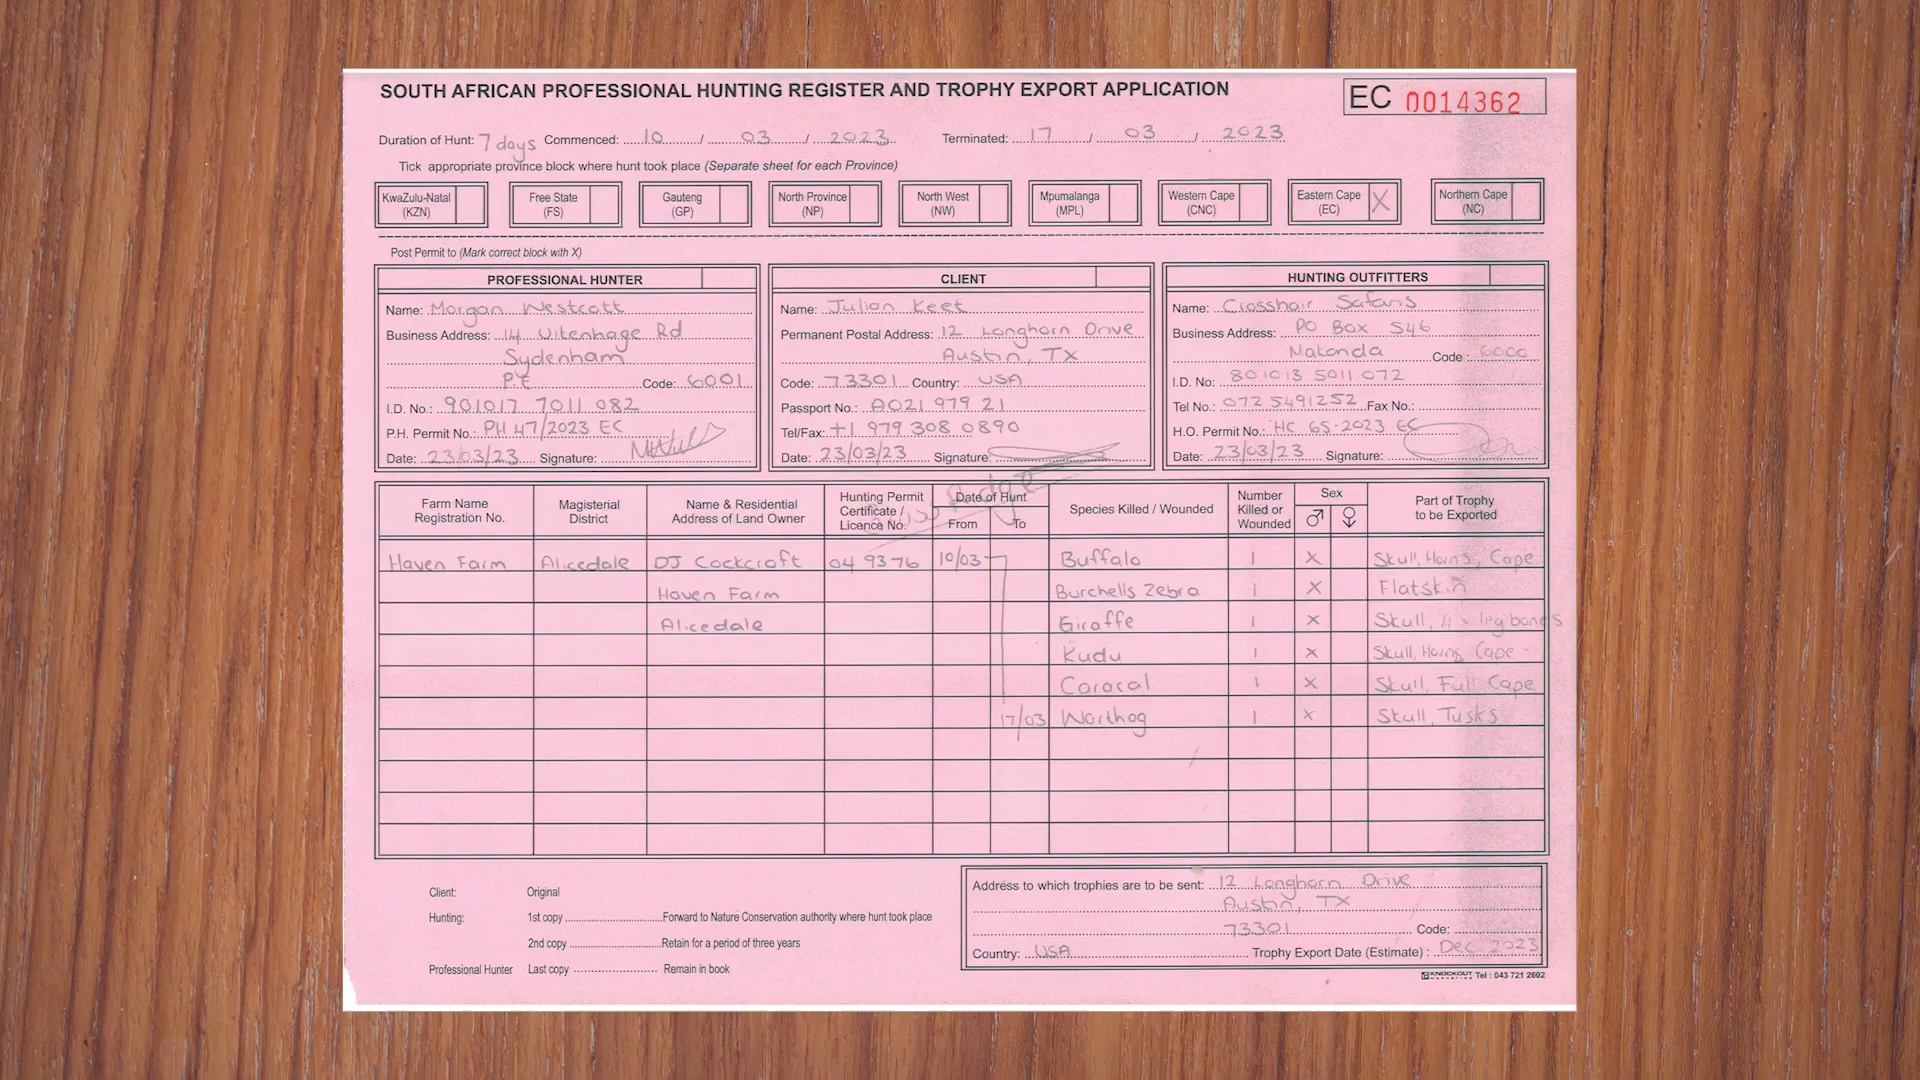 SOUTH AFRICAN PROFESSIONAL HUNTING REGISTER AND TROPHY EXPORT APPLICATION
EC 0014362
Duration of Hunt: 7 days Commenced: 10 / 03 / 2023 Terminated: 17 / 03 / 2023
Tick appropriate province block where hunt took place (Separate sheet for each Province)
KwaZulu-Natal (KZN)
Free State (FS)
Gauteng (GP)
North Province (NP)
North West (NW)
Mpumalanga (MPL)
Western Cape (CNC)
Eastern Cape (EC) X
Northern Cape (NC)
Post Permit to (Mark correct block with X)
PROFESSIONAL HUNTER
Name: Morgan Westcott
Business Address: 14 Uitenhage Rd
Sydenham
P.E Code: 6001
I.D. No.: 901017 7011 082
P.H. Permit No.: PH 47/2023 EC
Date: 23/03/23 Signature:
CLIENT
Name: Julian Keet
Permanent Postal Address: 12 Longhorn Drive
Austin, TX
Code: 73301 Country: USA
Passport No.: A021 979 21
Tel/Fax: +1 979 308 0890
Date: 23/03/23 Signature:
HUNTING OUTFITTERS
Name: Crosshair Safaris
Business Address: PO Box 546
Makanda Code: 6000
I.D. No: 801013 5011 072
Tel No.: 072 5491252 Fax No.:
H.O. Permit No.: HC 65-2023 EC
Date: 23/03/23 Signature:
Farm Name Registration No.
Magisterial District
Name & Residential Address of Land Owner
Hunting Permit Certificate / Licence No.
Date of Hunt
From To
Species Killed / Wounded
Number Killed or Wounded
Sex
♂ ♀
Part of Trophy to be Exported
Haven Farm Alicedale DJ Cockcroft 04 9376 10/03 Buffalo 1 X Skull, Horns, Cape
Haven Farm Burchells Zebra 1 X Flatskin
Alicedale Giraffe 1 X Skull, 4 x leg bones
Kudu 1 X Skull, Horns, Cape
Caracal 1 X Skull, Full Cape
17/03 Warthog 1 X Skull, Tusks
Client: Original
Hunting: 1st copy Forward to Nature Conservation authority where hunt took place
2nd copy Retain for a period of three years
Professional Hunter Last copy Remain in book
Address to which trophies are to be sent: 12 Longhorn Drive
Austin, TX
73301 Code:
Country: USA Trophy Export Date (Estimate) : Dec 2023
KNOCKOUT Tel : 043 721 2602